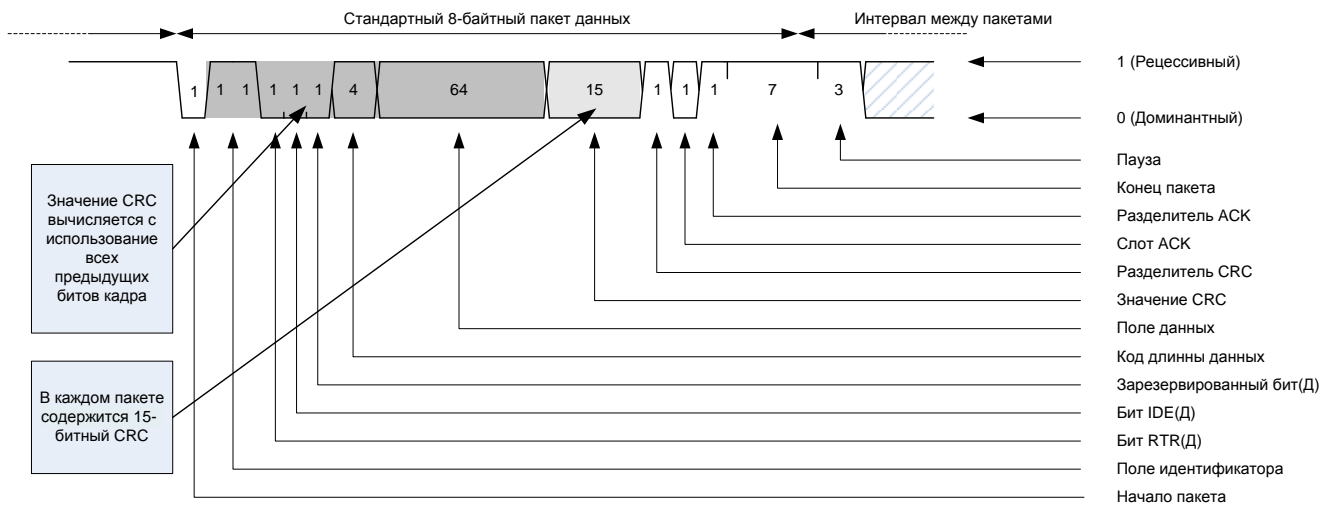 Стандартный 8-байтный пакет данных
Интервал между пакетами
1 1 1 1 1 1 4 64 15 1 1 1 7 3
1 (Рецессивный)
0 (Доминантный)
Пауза
Конец пакета
Разделитель ACK
Слот ACK
Разделитель CRC
Значение CRC
Поле данных
Код длинны данных
Зарезервированный бит(Д)
Бит IDE(Д)
Бит RTR(Д)
Поле идентификатора
Начало пакета
Значение CRC
вычисляется с
использование
всех
предыдущих
битов кадра
В каждом пакете
содержится 15-
битный CRC